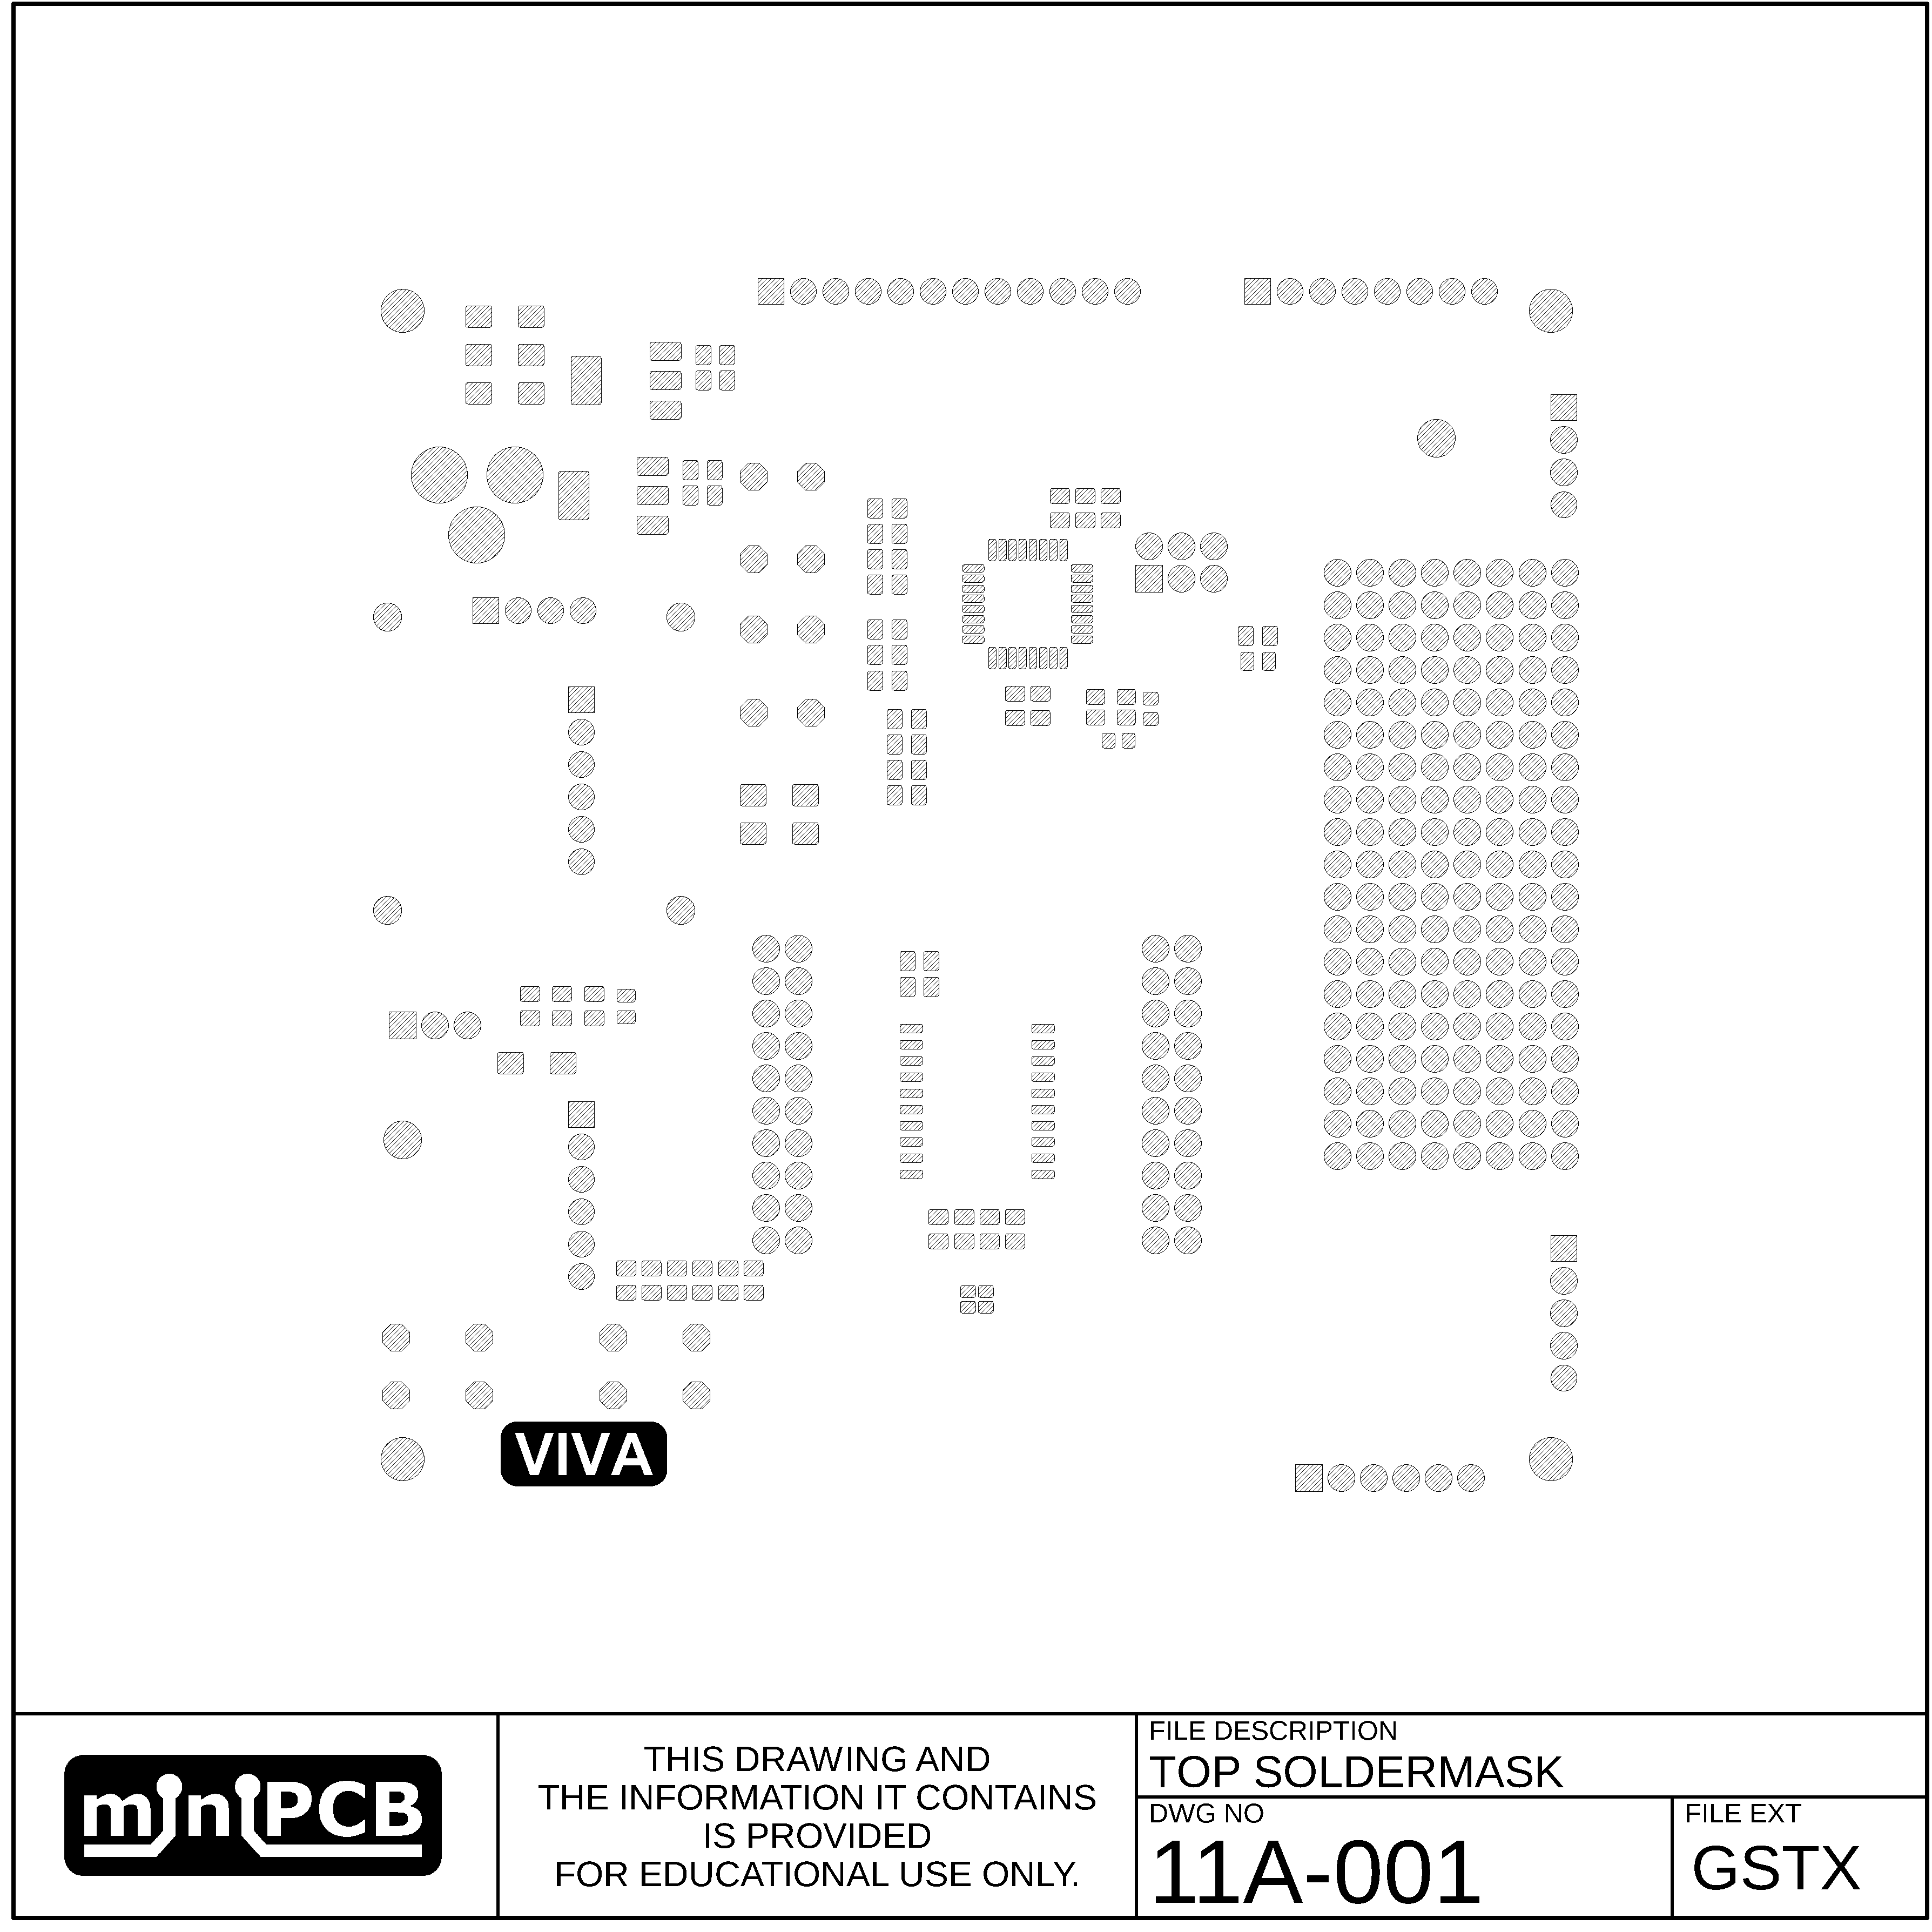 VIVA
miniPCB
THIS DRAWING AND
THE INFORMATION IT CONTAINS
IS PROVIDED
FOR EDUCATIONAL USE ONLY.
FILE DESCRIPTION
TOP SOLDERMASK
DWG NO
11A-001
FILE EXT
GSTX